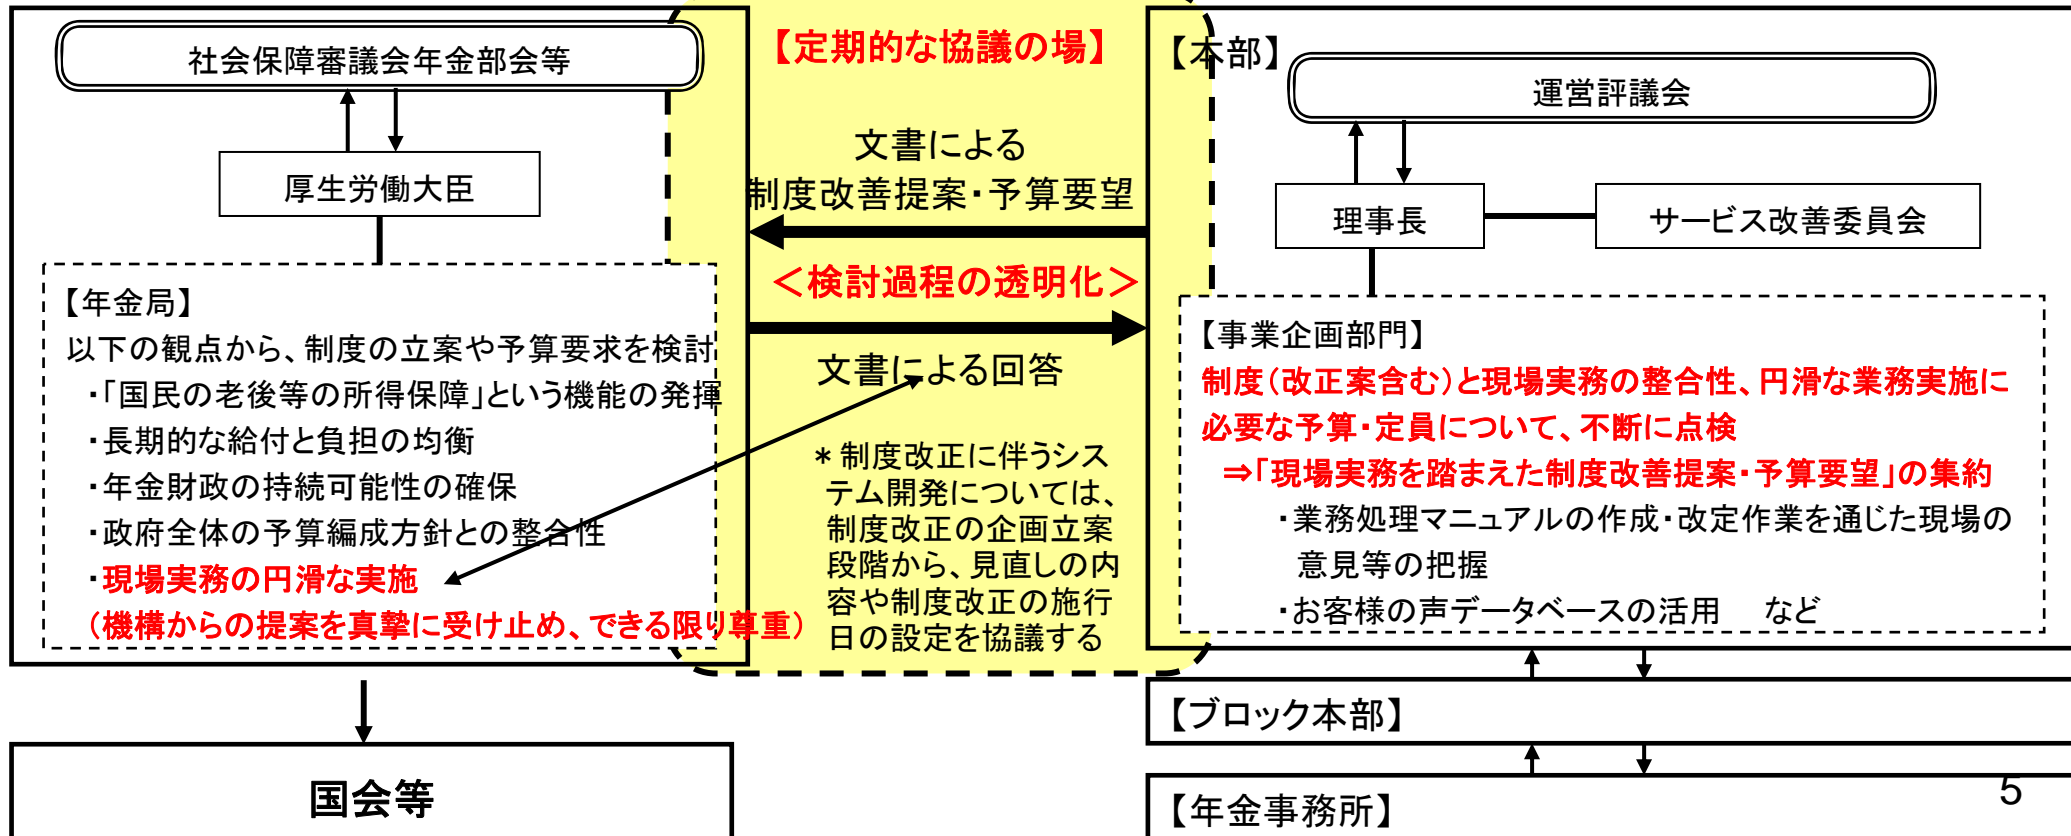 社会保障審議会年金部会等
厚生労働大臣
【年金局】
以下の観点から、制度の立案や予算要求を検討
・「国民の老後等の所得保障」という機能の発揮
・長期的な給付と負担の均衡
・年金財政の持続可能性の確保
・政府全体の予算編成方針との整合性
・現場実務の円滑な実施
（機構からの提案を真摯に受け止め、できる限り尊重）
国会等
【定期的な協議の場】
文書による
制度改善提案・予算要望
＜検討過程の透明化＞
文書による回答
＊制度改正に伴うシス
テム開発については、
制度改正の企画立案
段階から、見直しの内
容や制度改正の施行
日の設定を協議する
【本部】
運営評議会
理事長
サービス改善委員会
【事業企画部門】
制度（改正案含む）と現場実務の整合性、円滑な業務実施に
必要な予算・定員について、不断に点検
⇒「現場実務を踏まえた制度改善提案・予算要望」の集約
・業務処理マニュアルの作成・改定作業を通じた現場の
意見等の把握
・お客様の声データベースの活用　など
【ブロック本部】
【年金事務所】
5